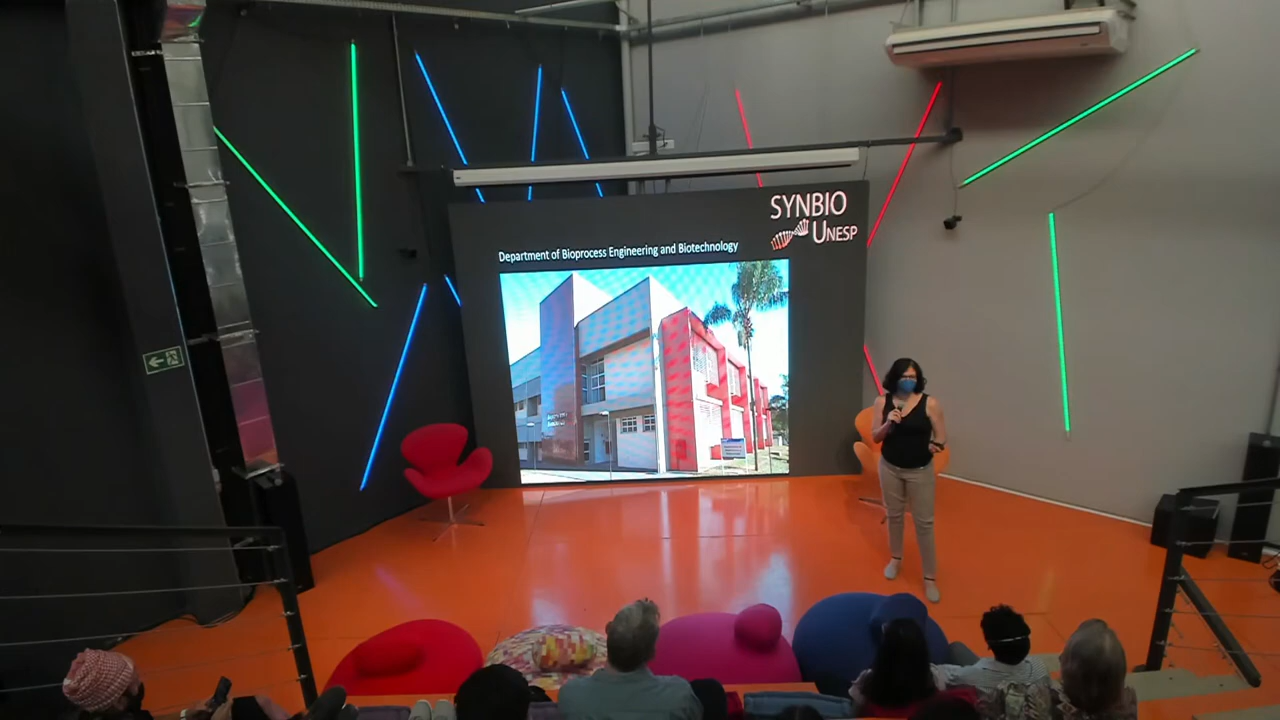 SYNBIO
UNESP
Department of Bioprocess Engineering and Biotechnology